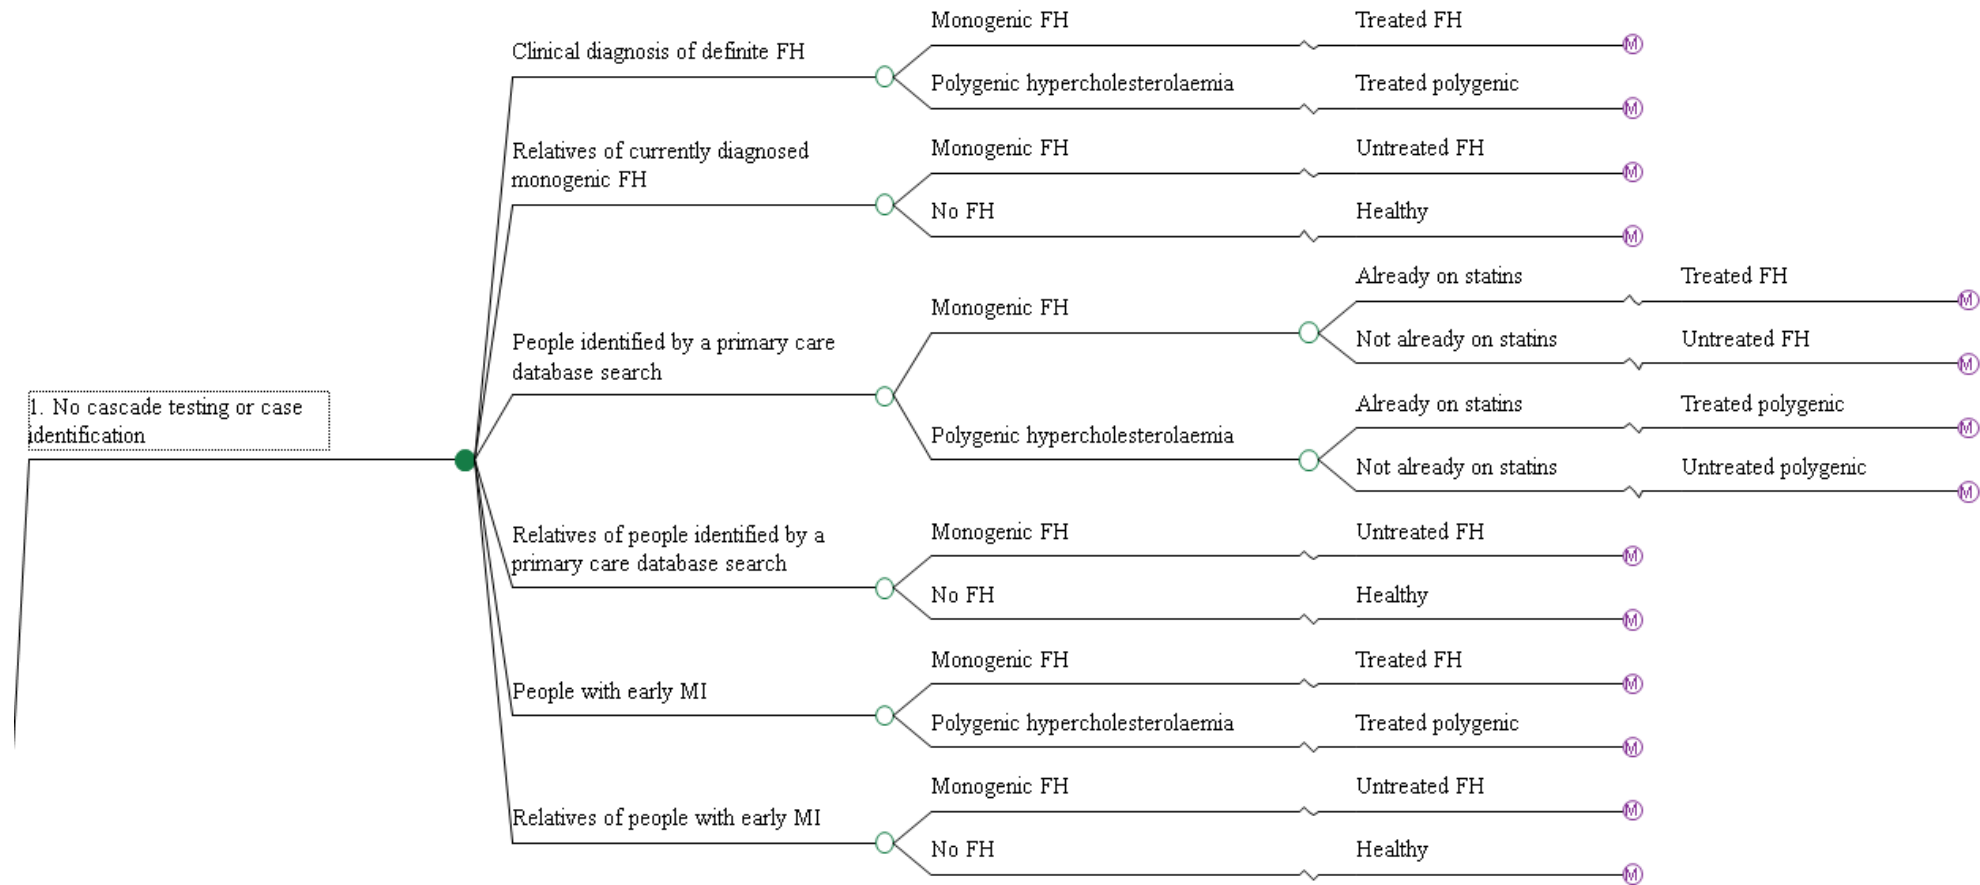 Monogenic FH
Treated FH
Clinical diagnosis of definite FH
Polygenic hypercholesterolaemia
Treated polygenic
M
M
Relatives of currently diagnosed
monogenic FH
Monogenic FH
Untreated FH
M
No FH
Healthy
M
People identified by a primary care
database search
Monogenic FH
Already on statins
Treated FH
M
Not already on statins
Untreated FH
M
Polygenic hypercholesterolaemia
Already on statins
Treated polygenic
M
Not already on statins
Untreated polygenic
M
1. No cascade testing or case
identification
Relatives of people identified by a
primary care database search
Monogenic FH
Untreated FH
M
No FH
Healthy
M
People with early MI
Monogenic FH
Treated FH
M
Polygenic hypercholesterolaemia
Treated polygenic
M
Relatives of people with early MI
Monogenic FH
Untreated FH
M
No FH
Healthy
M